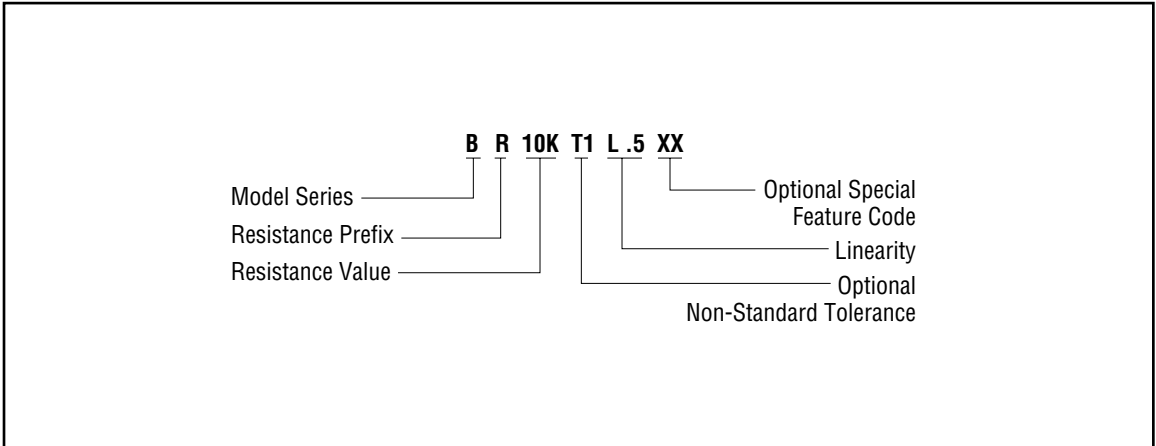 B R 10K T1 L .5 XX
Model Series
Resistance Prefix
Resistance Value
Optional Special
Feature Code
Linearity
Optional
Non-Standard Tolerance